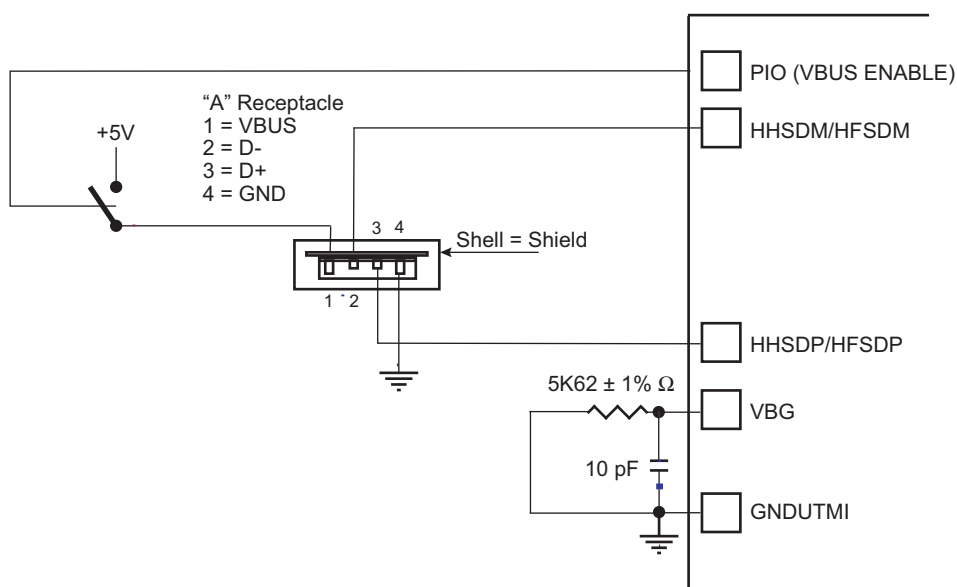 PIO (VBUS ENABLE)
“A” Receptacle
1 = VBUS
2 = D-
3 = D+
4 = GND
+5V
HHSDM/HFSDM
3 4
Shell = Shield
1 2
HHSDP/HFSDP
5K62 ± 1% Ω
VBG
10 pF
GNDUTMI